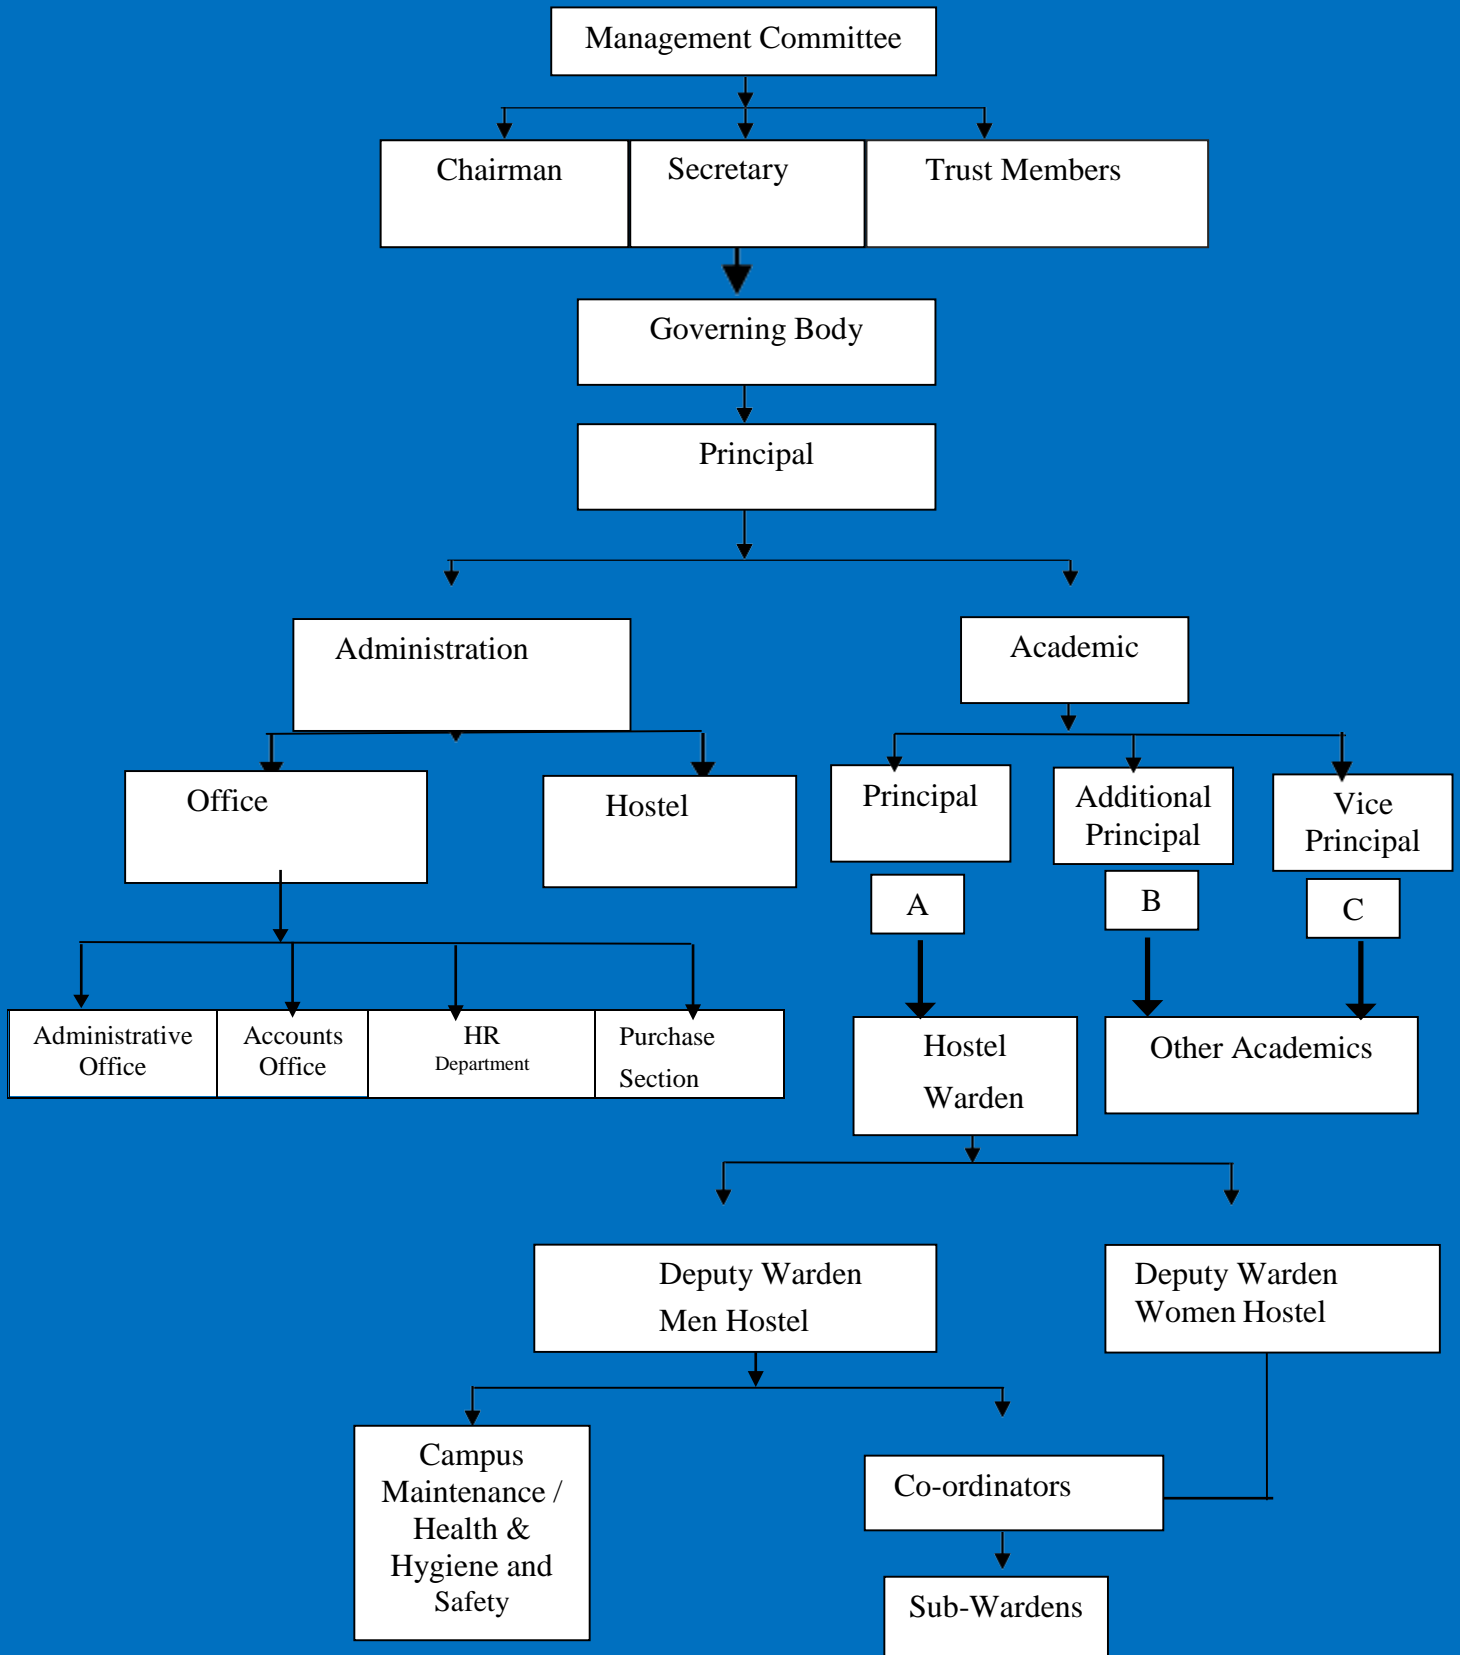 Management Committee
Chairman
Secretary
Trust Members
Governing Body
Principal
Administration
Academic
Office
Hostel
Principal
Additional
Principal
Vice
Principal
A
B
C
Administrative
Office
Accounts
Office
HR
Department
Purchase
Section
Hostel
Warden
Other Academics
Deputy Warden
Men Hostel
Deputy Warden
Women Hostel
Campus
Maintenance /
Health &
Hygiene and
Safety
Co-ordinators
Sub-Wardens